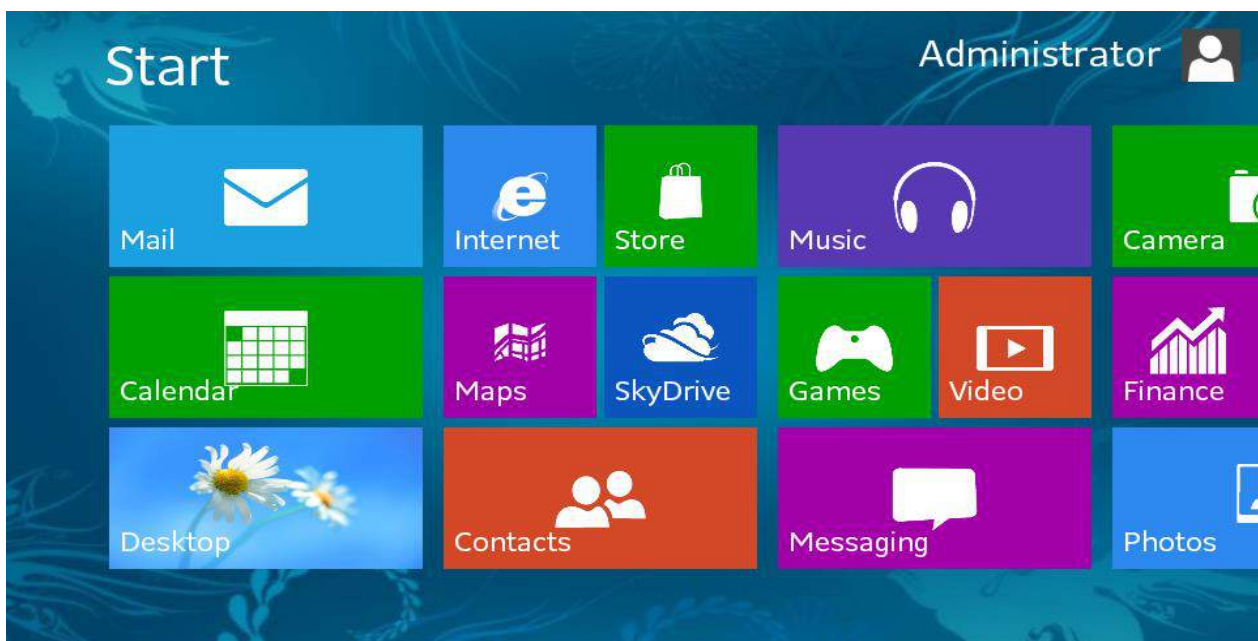 Start
Administrator
Mail
Internet
Store
Music
Camera
Calendar
Maps
SkyDrive
Games
Video
Finance
Desktop
Contacts
Messaging
Photos